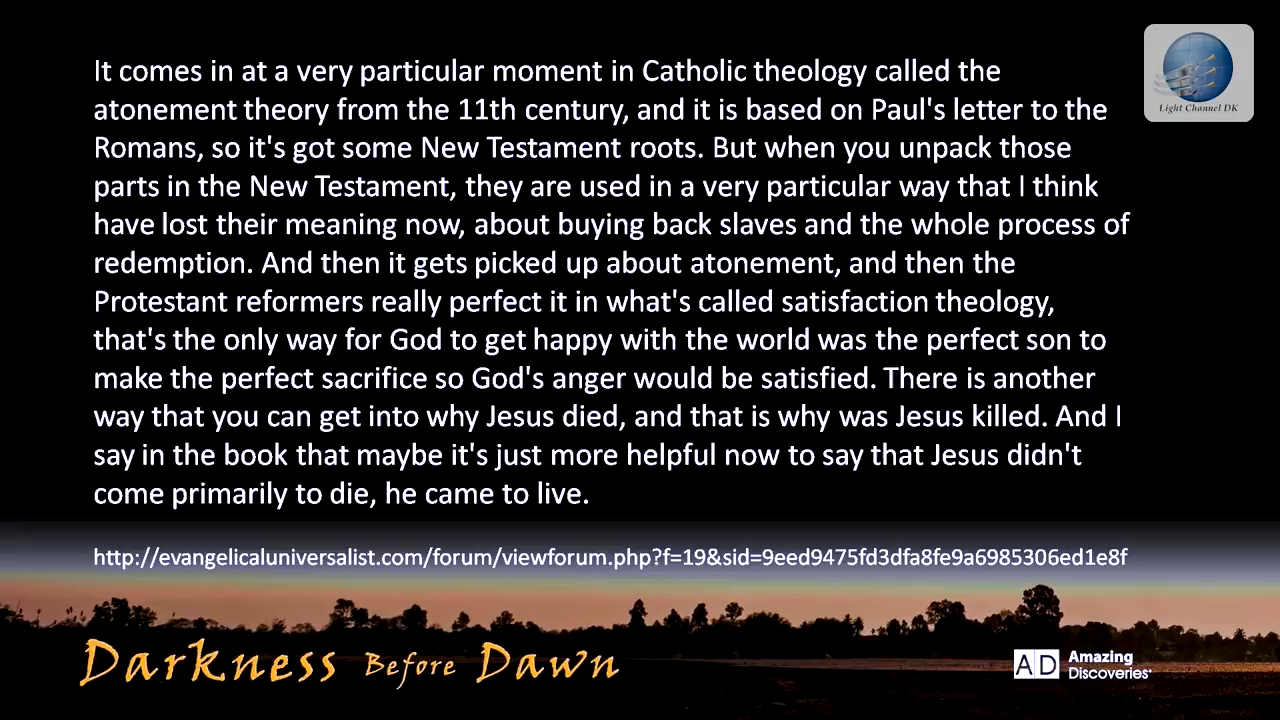 It comes in at a very particular moment in Catholic theology called the
atonement theory from the 11th century, and it is based on Paul's letter to the
Romans, so it's got some New Testament roots. But when you unpack those
parts in the New Testament, they are used in a very particular way that I think
have lost their meaning now, about buying back slaves and the whole process of
redemption. And then it gets picked up about atonement, and then the
Protestant reformers really perfect it in what's called satisfaction theology,
that's the only way for God to get happy with the world was the perfect son to
make the perfect sacrifice so God's anger would be satisfied. There is another
way that you can get into why Jesus died, and that is why was Jesus killed. And I
say in the book that maybe it's just more helpful now to say that Jesus didn't
come primarily to die, he came to live.
http://evangelicaluniversalist.com/forum/viewforum.php?f=19&sid=9eed9475fd3dfa8fe9a6985306ed1e8f
Darkness Before Dawn
AD Amazing
Discoveries
Light Channel DK